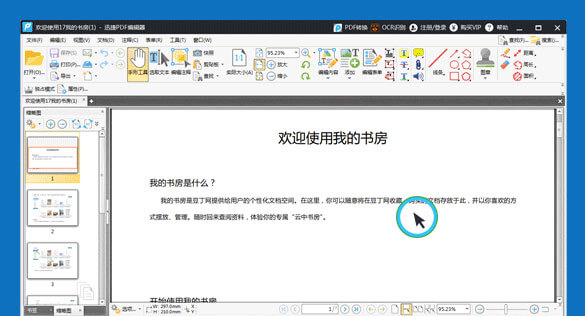 欢迎使用17我的书房(1) - 迅捷PDF编辑器
PDF转换 OCR识别 注册/登录 购买VIP 帮助
文件(F) 编辑(E) 视图(V) 文档(D) 注释(C) 表单(R) 工具(T) 窗口(W) 查找(F)... 搜索(S)...
打开(O)... 保存(S) 打印(P)... 导出
手形工具 选取文本 编辑注释
快照 剪贴板 查找
实际大小(A) 95.23% 放大 缩小
编辑内容 添加 编辑表单
线条 图章 距离 周长 面积
独占模式 属性(P)...
欢迎使用17我的书房(1)
缩略图
1
2
3
书签 缩略图
欢迎使用我的书房
我的书房是什么？
我的书房是豆丁网提供给用户的个性化文档空间。在这里，你可以随意将在豆丁网收藏、文档存放于此，并以你喜欢的方
式摆放、管理。随时回来查阅资料，体验你的专属“云中书房”。
开始使用我的书房
选项... W: 297.0mm H: 210.0mm X: Y: 1 95.23%